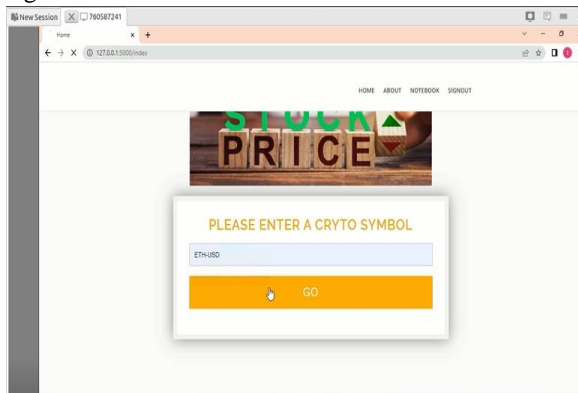 New Session
760587241
Home
127.0.0.1:5000/index
HOME ABOUT NOTEBOOK SIGNOUT
STOCK
PRICE
PLEASE ENTER A CRYTO SYMBOL
ETH-USD
GO